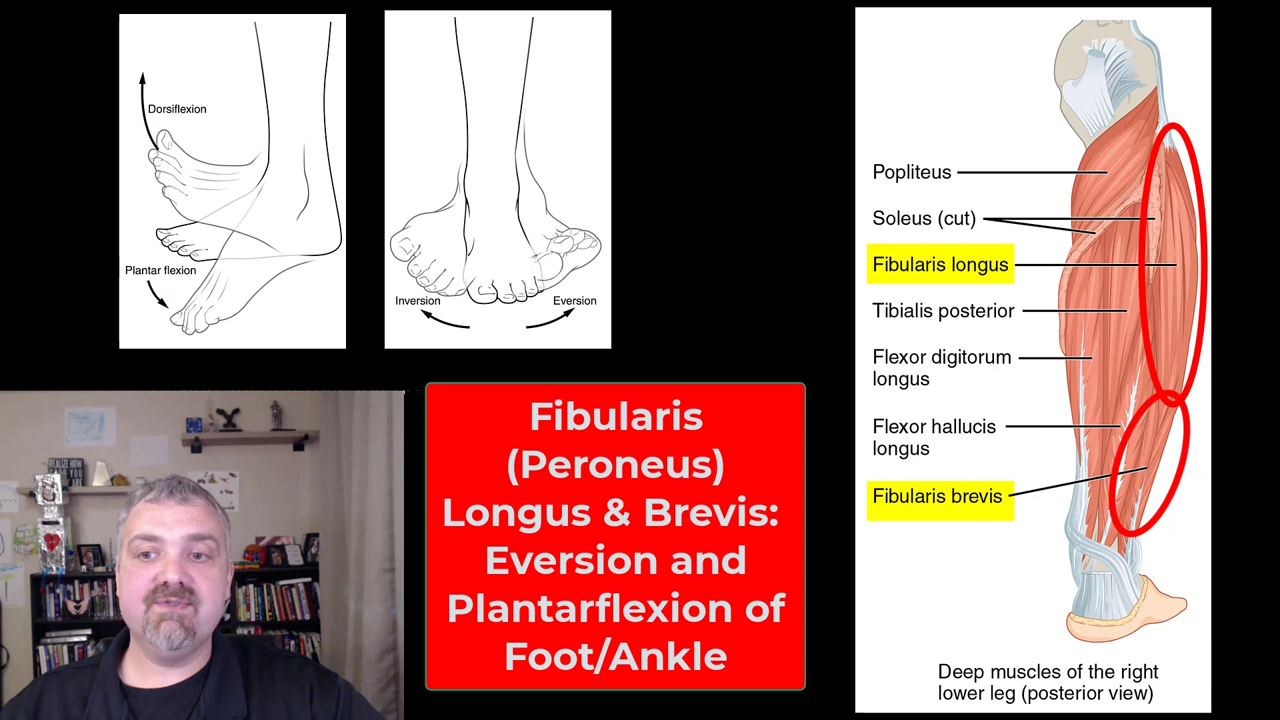 Dorsiflexion
Plantar flexion
Inversion
Eversion
Fibularis
(Peroneus)
Longus & Brevis:
Eversion and
Plantarflexion of
Foot/Ankle
Popliteus
Soleus (cut)
Fibularis longus
Tibialis posterior
Flexor digitorum
longus
Flexor hallucis
longus
Fibularis brevis
Deep muscles of the right
lower leg (posterior view)